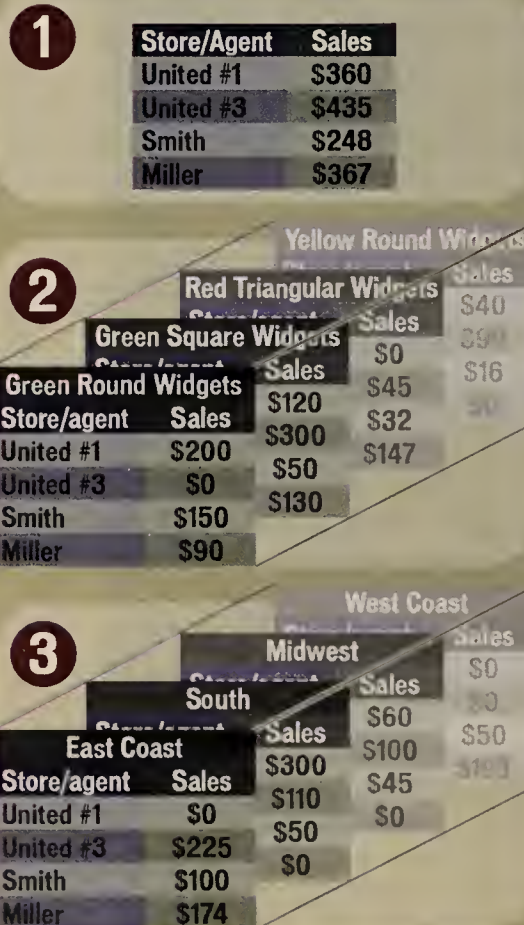 1
Store/Agent Sales
United #1 $360
United #3 $435
Smith $248
Miller $367
2
Yellow Round Widgets
Sales
$40
$16
Red Triangular Widgets
Sales
$0
$45
$32
$147
Green Square Widgets
Sales
$120
$300
$50
$130
Green Round Widgets
Store/agent Sales
United #1 $200
United #3 $0
Smith $150
Miller $90
3
West Coast
Sales
$0
$50
Midwest
Sales
$60
$100
$45
$0
South
Sales
$300
$110
$50
$0
East Coast
Store/agent Sales
United #1 $0
United #3 $225
Smith $100
Miller $174